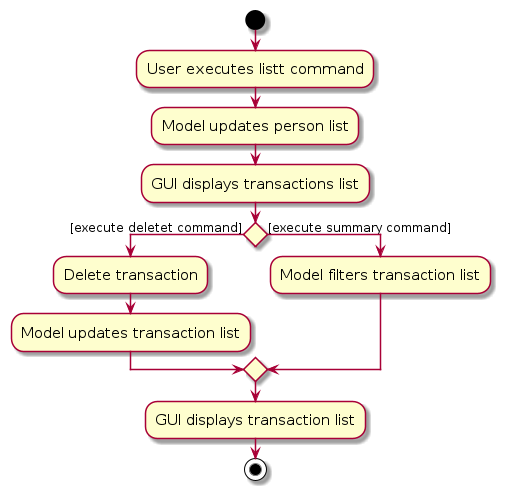 User executes listt command
Model updates person list
GUI displays transactions list
[execute deletet command]
[execute summary command]
Delete transaction
Model filters transaction list
Model updates transaction list
GUI displays transaction list